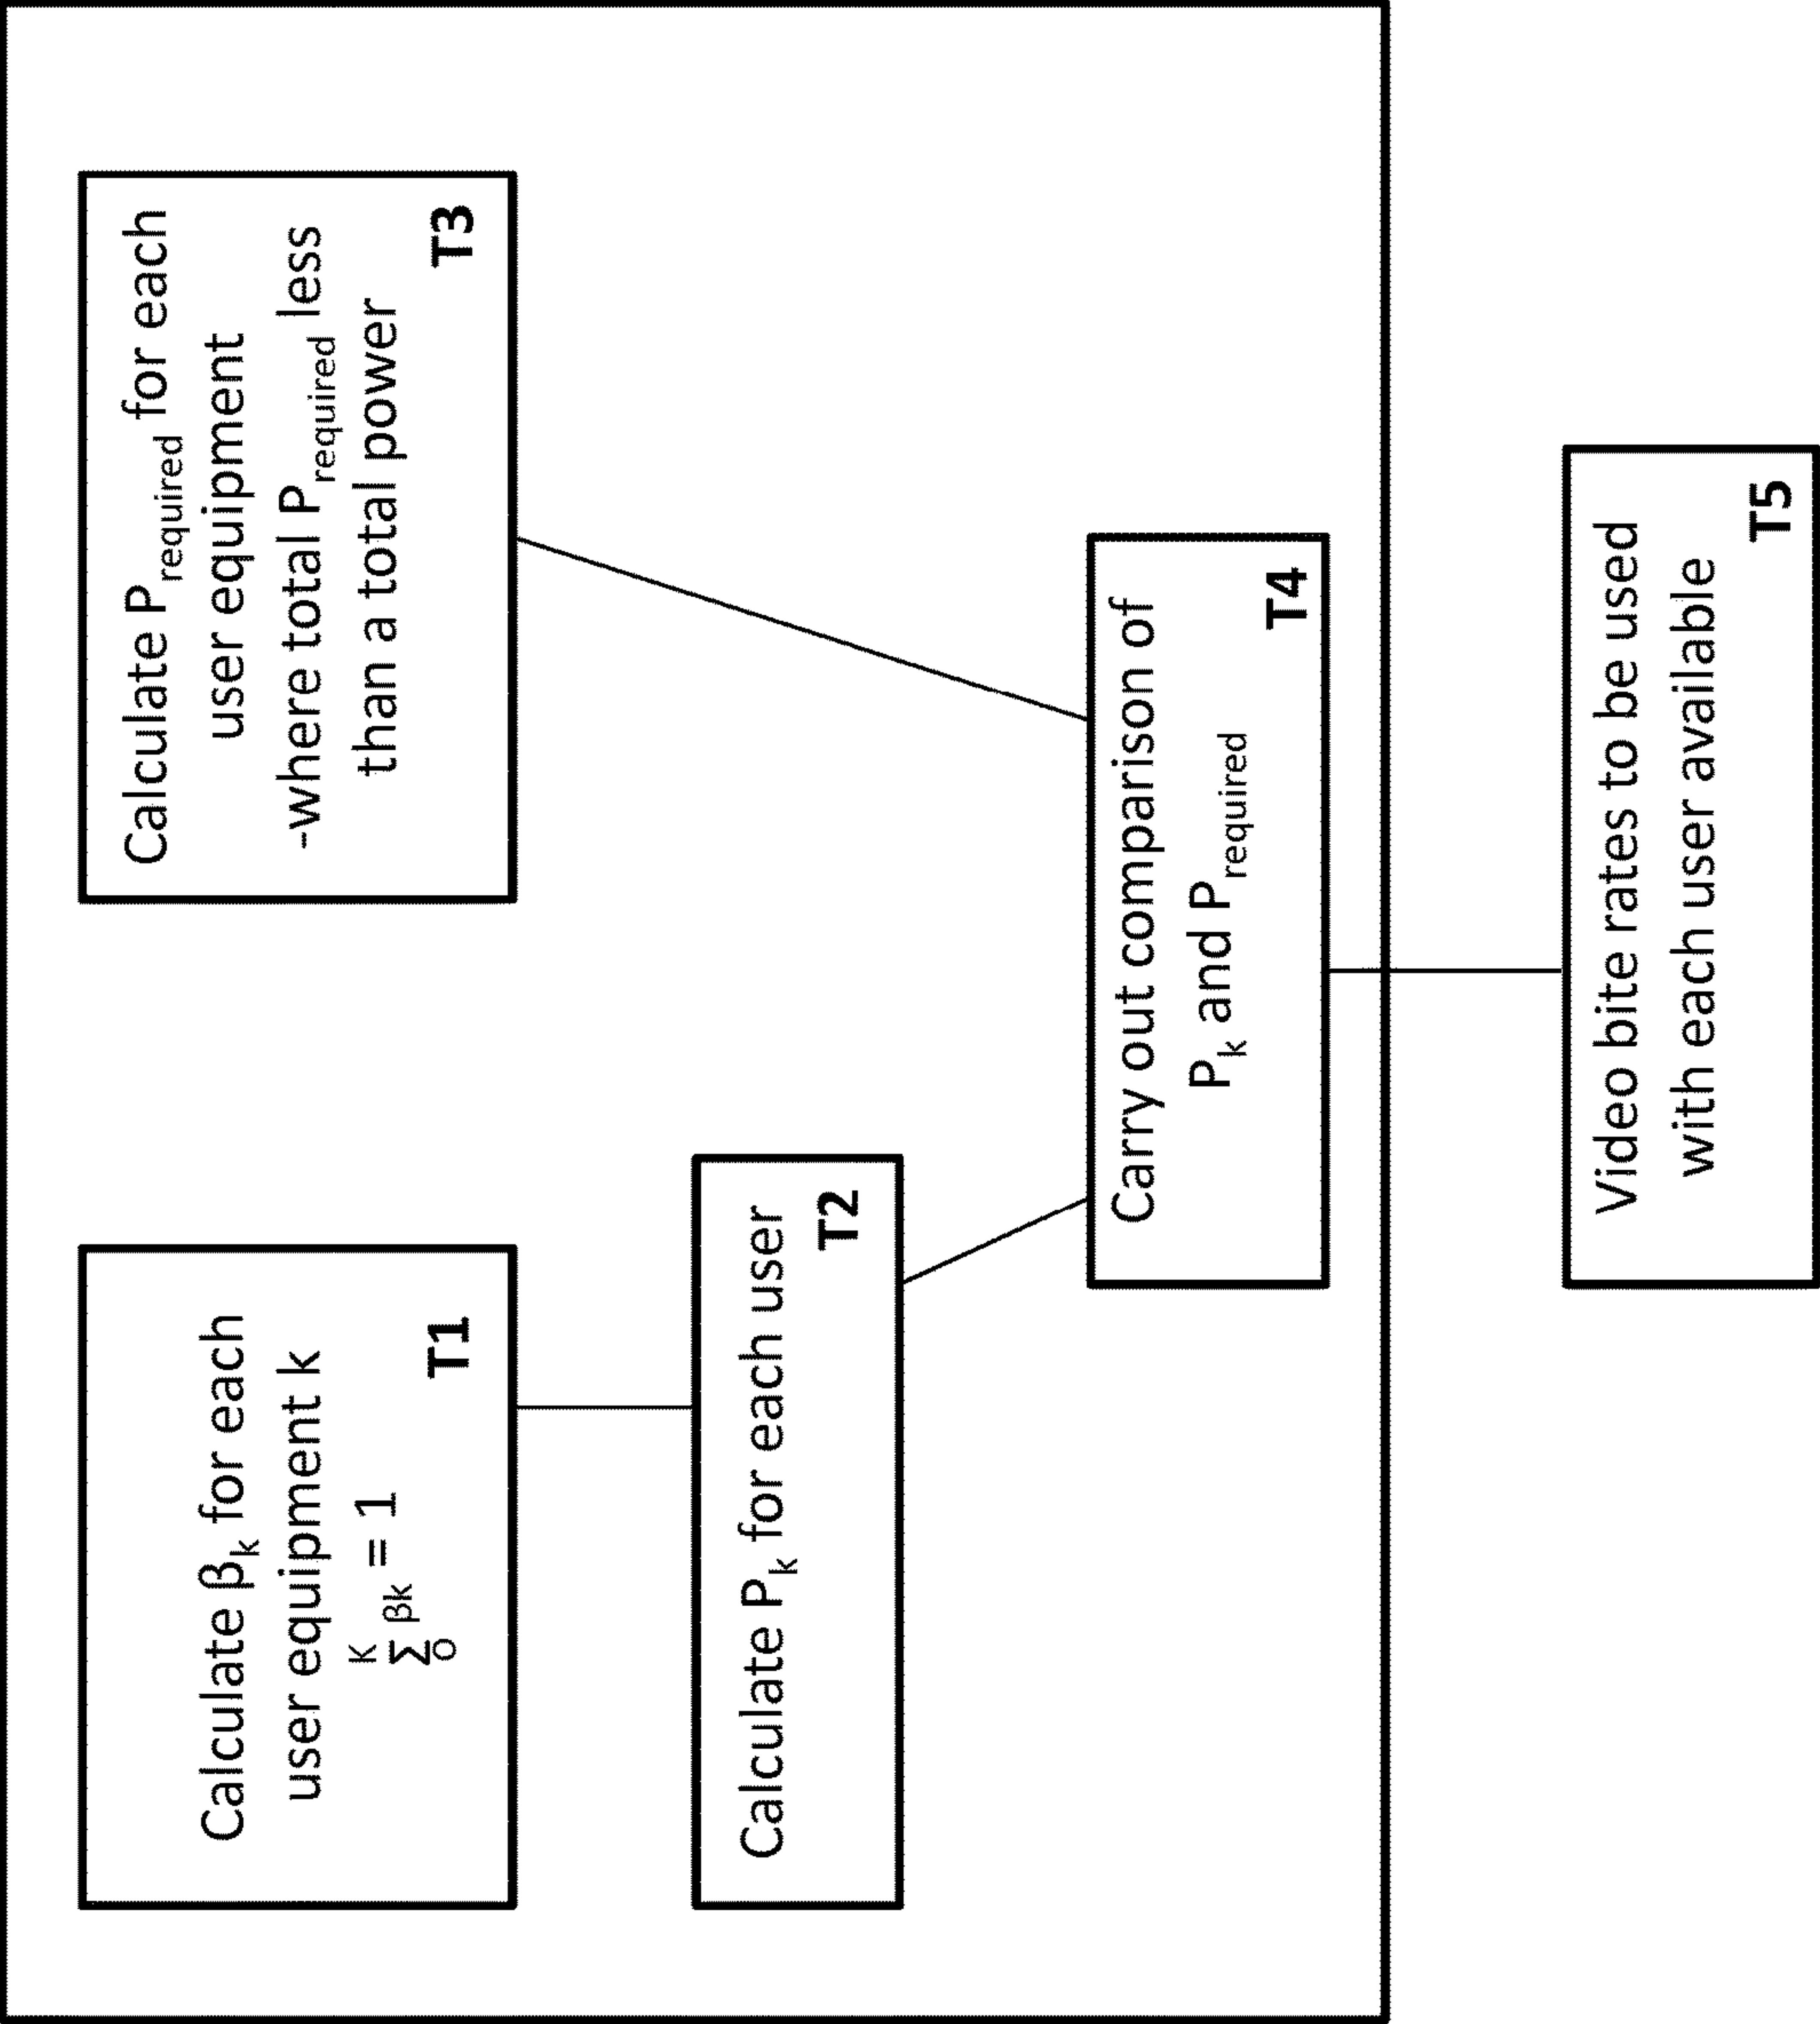 Calculate βk for each
user equipment k
K
Σ βk = 1
O
T1
Calculate Prequired for each
user equipment
-where total Prequired less
than a total power
T3
Calculate Pk for each user
T2
Carry out comparison of
Pk and Prequired
T4
Video bite rates to be used
with each user available
T5